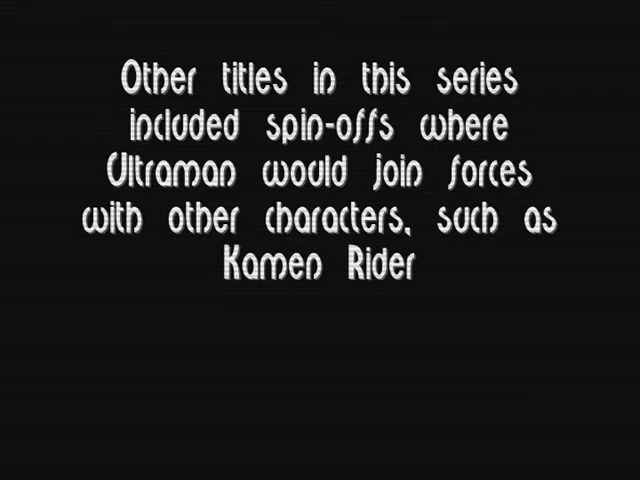 Other titles in this series
included spin-offs where
Ultraman would join forces
with other characters, such as
Kamen Rider